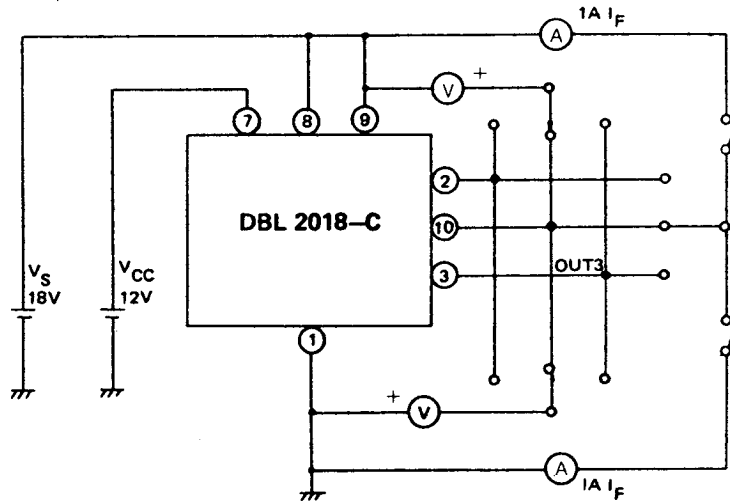 1A I_F
A
+
V
7
8
9
2
DBL 2018–C
10
V_S
18V
V_CC
12V
3
OUT3
1
+
V
A
1A I_F